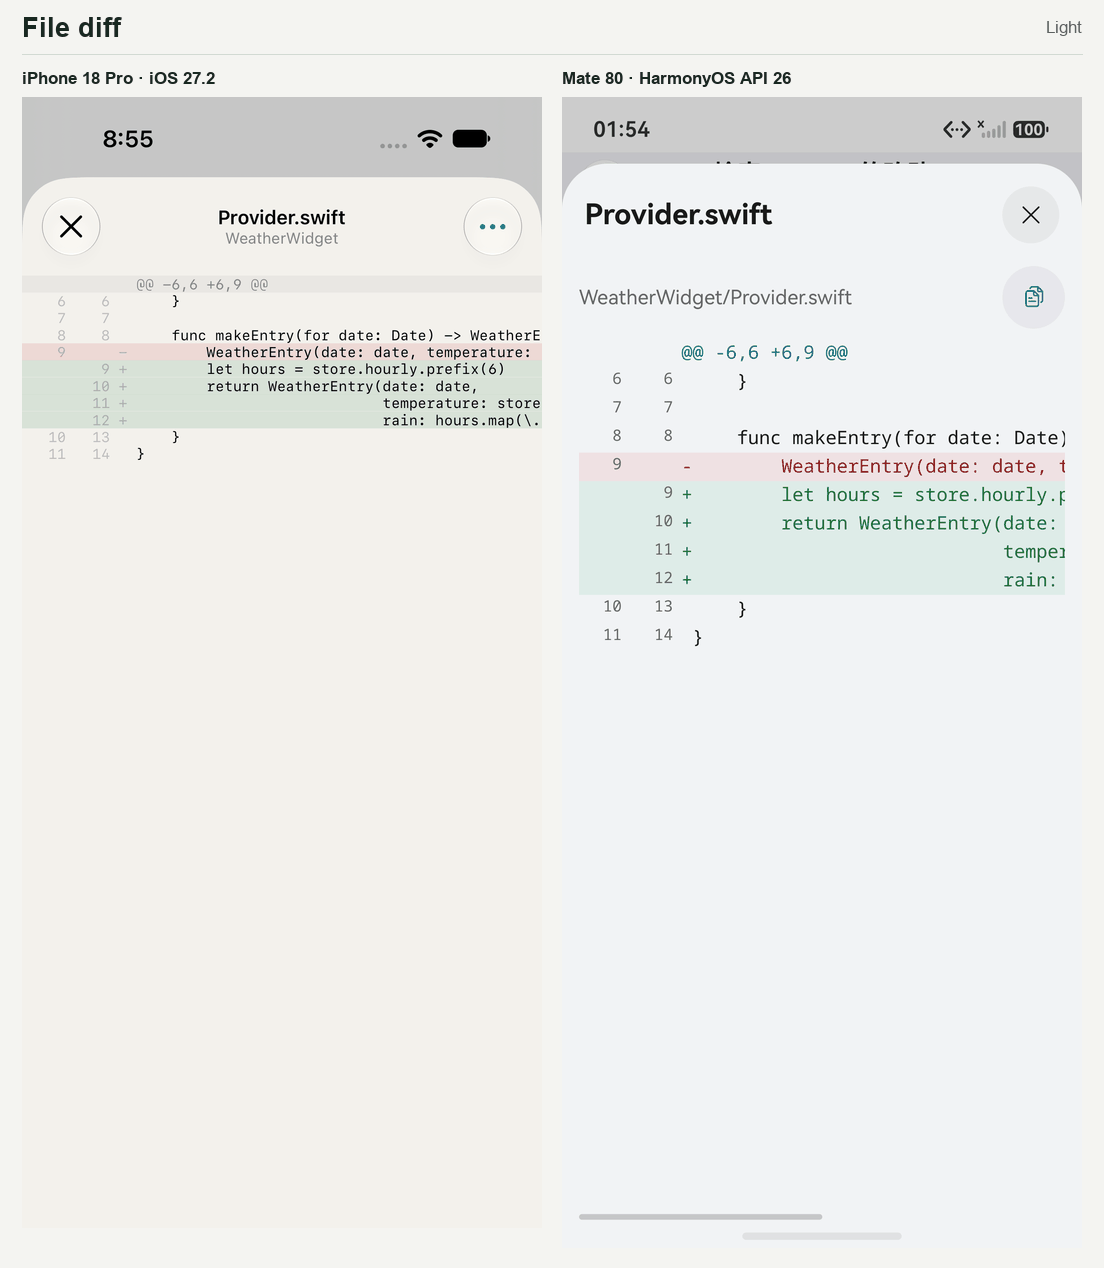 File diff
Light
iPhone 18 Pro · iOS 27.2
8:55
Provider.swift
WeatherWidget
@@ −6,6 +6,9 @@
6 6 }
7 7
8 8 func makeEntry(for date: Date) −> WeatherE
9 − WeatherEntry(date: date, temperature:
9 + let hours = store.hourly.prefix(6)
10 + return WeatherEntry(date: date,
11 + temperature: store
12 + rain: hours.map(\.
10 13 }
11 14 }
Mate 80 · HarmonyOS API 26
01:54
100
Provider.swift
WeatherWidget/Provider.swift
@@ -6,6 +6,9 @@
6 6 }
7 7
8 8 func makeEntry(for date: Date)
9 - WeatherEntry(date: date, t
9 + let hours = store.hourly.p
10 + return WeatherEntry(date:
11 + temper
12 + rain:
10 13 }
11 14 }